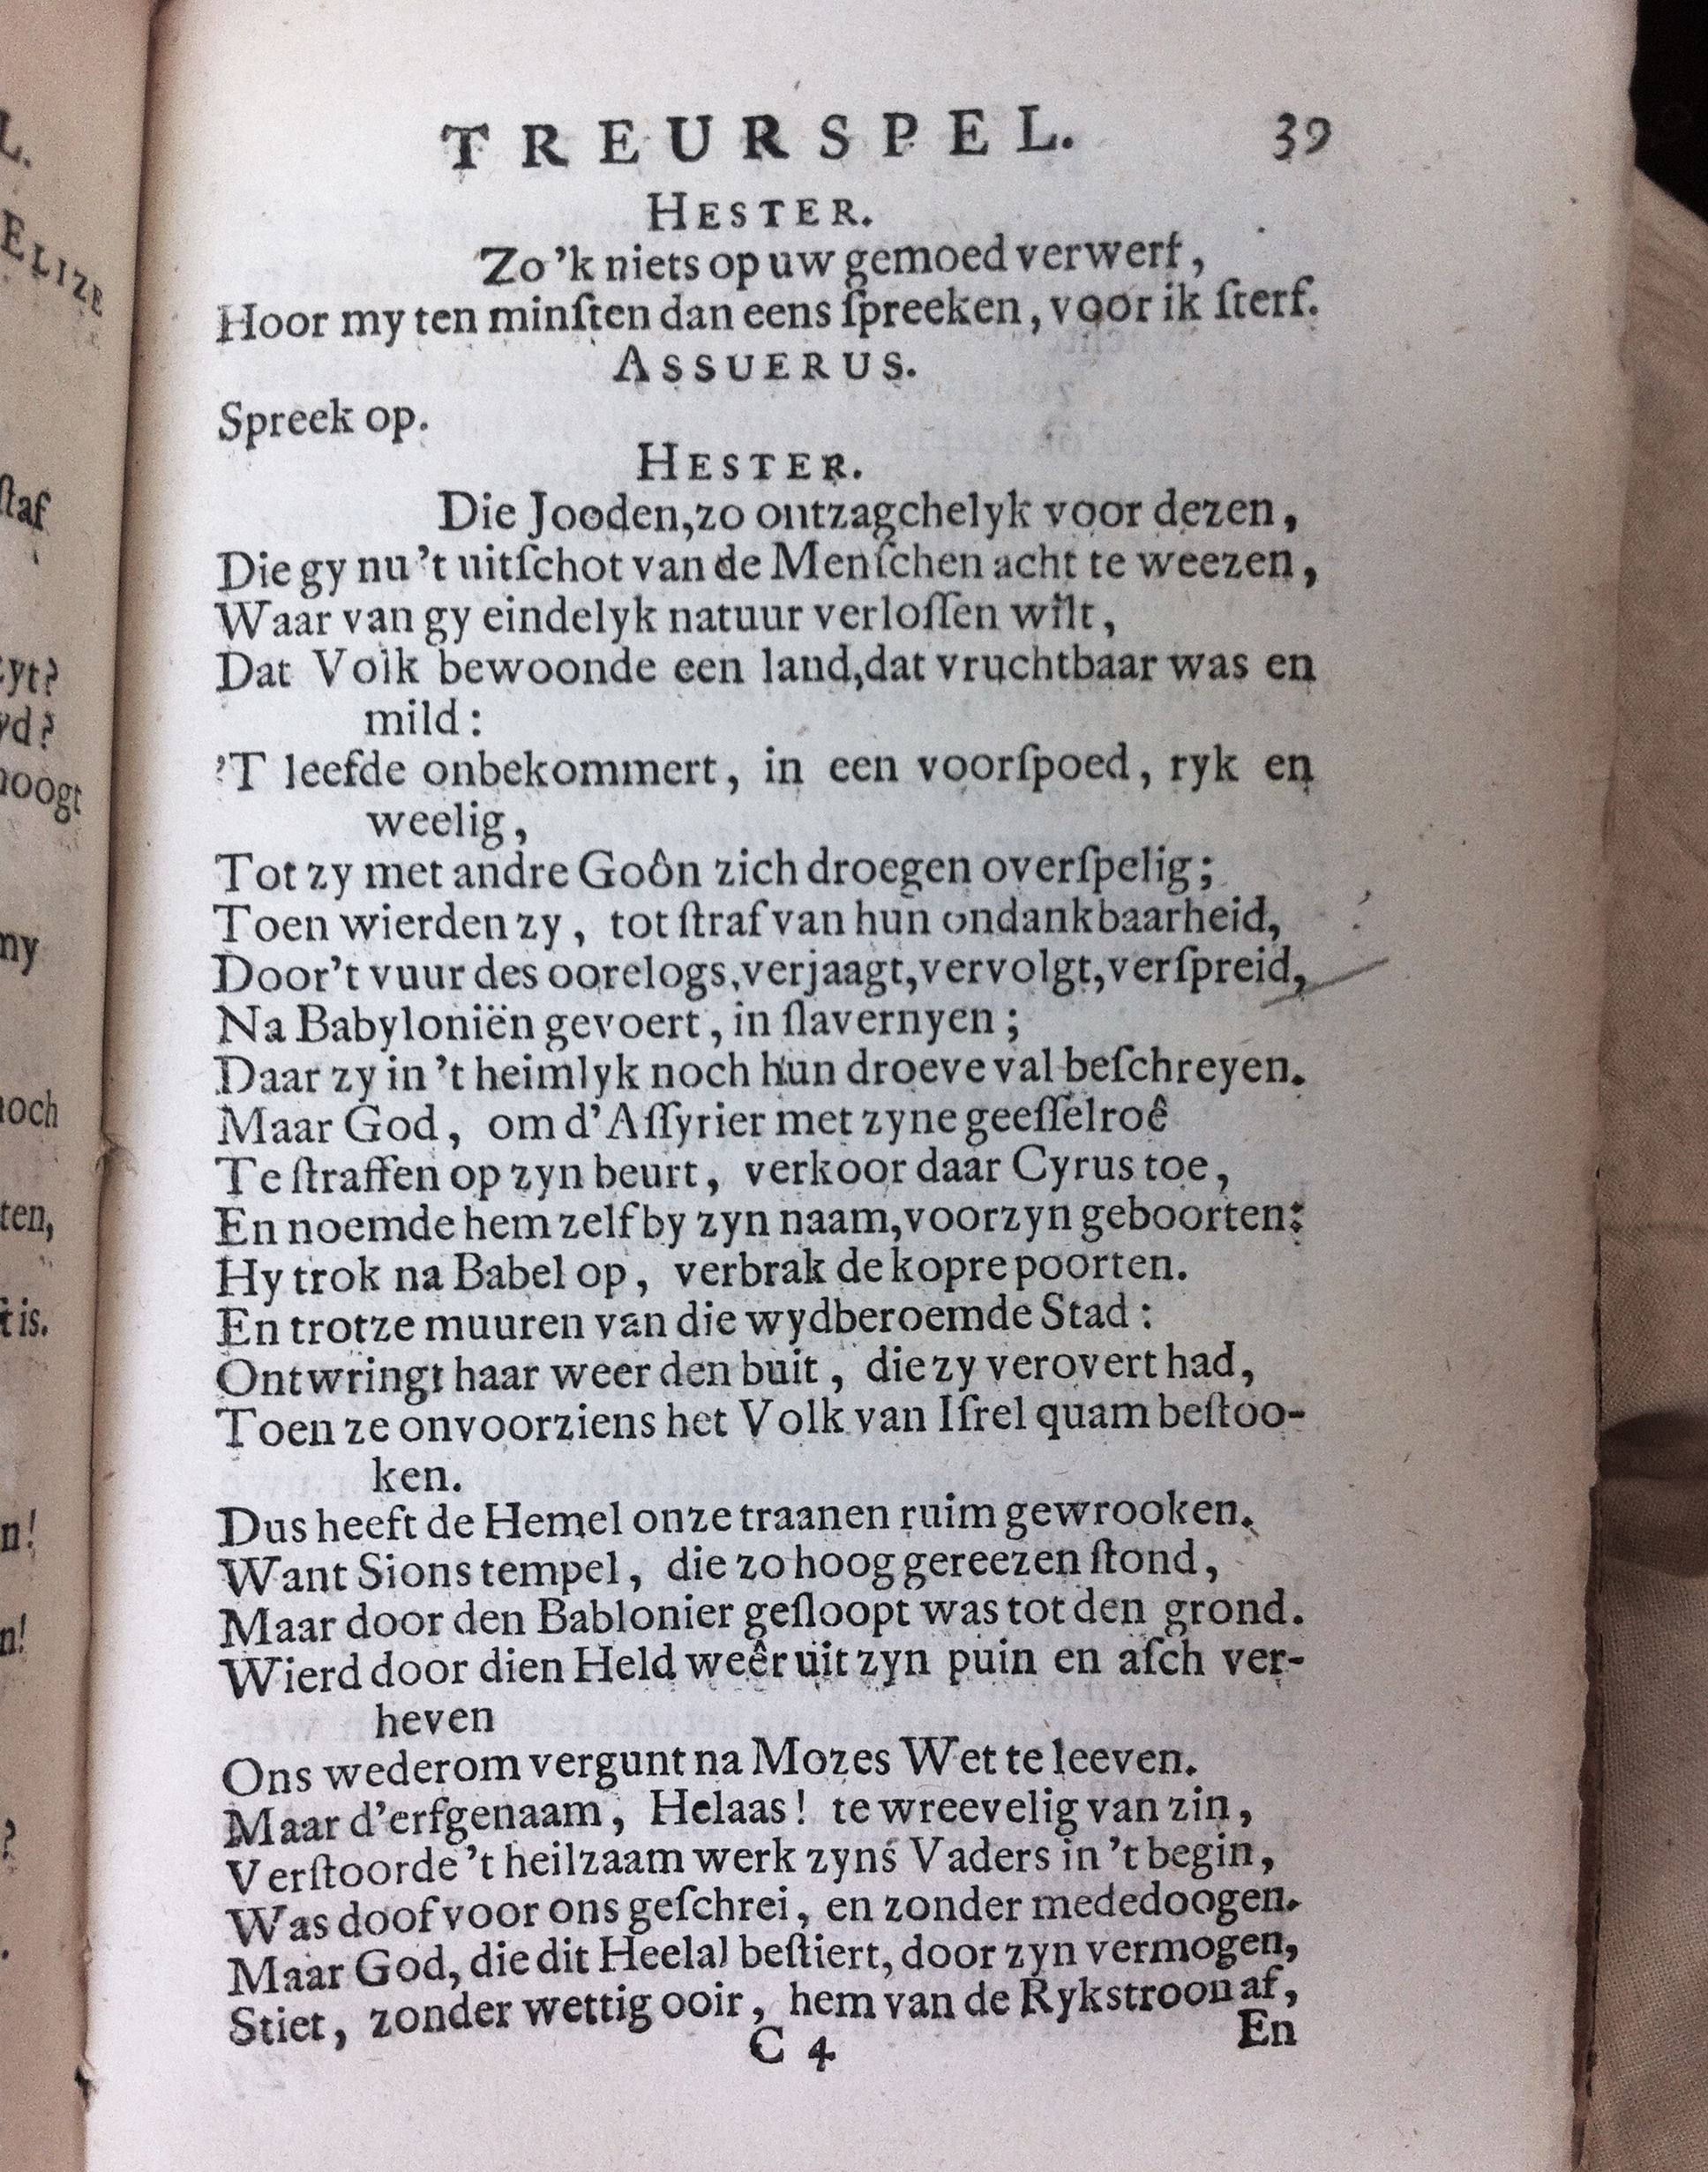 TREURSPEL. 39
HESTER.
Zo 'k niets op uw gemoed verwerf,
Hoor my ten minſten dan eens ſpreeken, voor ik ſterf.
ASSUERUS.
Spreek op.
HESTER.
Die Jooden, zo ontzagchelyk voor dezen,
Die gy nu 't uitſchot van de Menſchen acht te weezen,
Waar van gy eindelyk natuur verloſſen wilt,
Dat Volk bewoonde een land, dat vruchtbaar was en
mild:
'T leefde onbekommert, in een voorſpoed, ryk en
weelig,
Tot zy met andre Goôn zich droegen overſpelig;
Toen wierden zy, tot ſtraf van hun ondankbaarheid,
Door 't vuur des oorelogs, verjaagt, vervolgt, verſpreid,
Na Babyloniën gevoert, in ſlavernyen;
Daar zy in 't heimlyk noch hun droeve val beſchreyen.
Maar God, om d'Aſſyrier met zyne geeſſelroê
Te ſtraffen op zyn beurt, verkoor daar Cyrus toe,
En noemde hem zelf by zyn naam, voor zyn geboorten:
Hy trok na Babel op, verbrak de kopre poorten.
En trotze muuren van die wydberoemde Stad:
Ontwringt haar weer den buit, die zy verovert had,
Toen ze onvoorziens het Volk van Iſrel quam beſtoo-
ken.
Dus heeft de Hemel onze traanen ruim gewrooken.
Want Sions tempel, die zo hoog gereezen ſtond,
Maar door den Bablonier geſloopt was tot den grond.
Wierd door dien Held weêr uit zyn puin en aſch ver-
heven
Ons wederom vergunt na Mozes Wet te leeven.
Maar d'erfgenaam, Helaas! te wreevelig van zin,
Verſtoorde 't heilzaam werk zyns Vaders in 't begin,
Was doof voor ons geſchrei, en zonder mededoogen.
Maar God, die dit Heelal beſtiert, door zyn vermogen,
Stiet, zonder wettig ooir, hem van de Rykstroon af,
C 4 En
L.
ELIZE
ſtaf
yt?
yd?
hoogt
my
noch
ten,
t is.
n!
n!
?